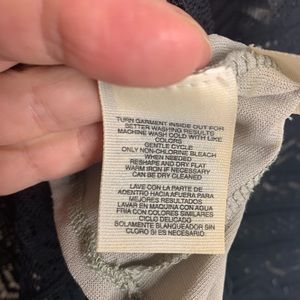 TURN GARMENT INSIDE OUT FOR
BETTER WASHING RESULTS
MACHINE WASH COLD WITH LIKE
COLORS
GENTLE CYCLE
ONLY NON-CHLORINE BLEACH
WHEN NEEDED
RESHAPE AND DRY FLAT
WARM IRON IF NECESSARY
CAN BE DRY CLEANED
LAVE CON LA PARTE DE
ADENTRO HACIA AFUERA PARA
MEJORES RESULTADOS
LAVAR EN MAQUINA CON AGUA
FRIA CON COLORES SIMILARES
CICLO DELICADO
SOLAMENTE BLANQUEADOR SIN
CLORO SI ES NECESARIO